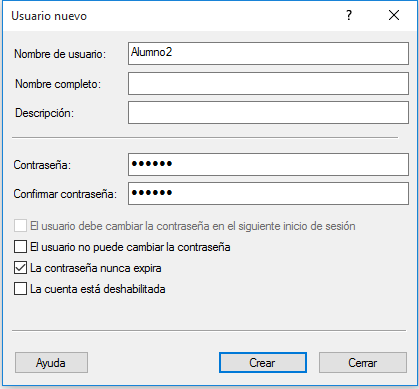 Usuario nuevo
Nombre de usuario: Alumno2
Nombre completo:
Descripción:
Contraseña: ••••••
Confirmar contraseña: ••••••
El usuario debe cambiar la contraseña en el siguiente inicio de sesión
El usuario no puede cambiar la contraseña
La contraseña nunca expira
La cuenta está deshabilitada
Ayuda Crear Cerrar